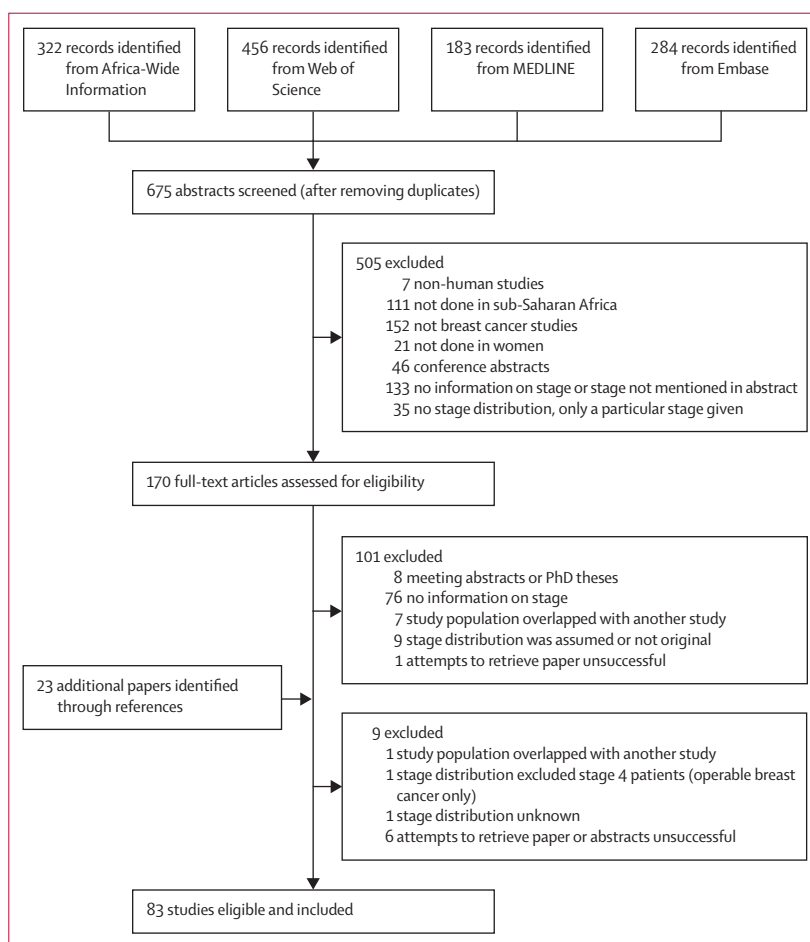 322 records identified
from Africa-Wide
Information
456 records identified
from Web of
Science
183 records identified
from MEDLINE
284 records identified
from Embase
675 abstracts screened (after removing duplicates)
505 excluded
7 non-human studies
111 not done in sub-Saharan Africa
152 not breast cancer studies
21 not done in women
46 conference abstracts
133 no information on stage or stage not mentioned in abstract
35 no stage distribution, only a particular stage given
170 full-text articles assessed for eligibility
101 excluded
8 meeting abstracts or PhD theses
76 no information on stage
7 study population overlapped with another study
9 stage distribution was assumed or not original
1 attempts to retrieve paper unsuccessful
23 additional papers identified
through references
9 excluded
1 study population overlapped with another study
1 stage distribution excluded stage 4 patients (operable breast
cancer only)
1 stage distribution unknown
6 attempts to retrieve paper or abstracts unsuccessful
83 studies eligible and included